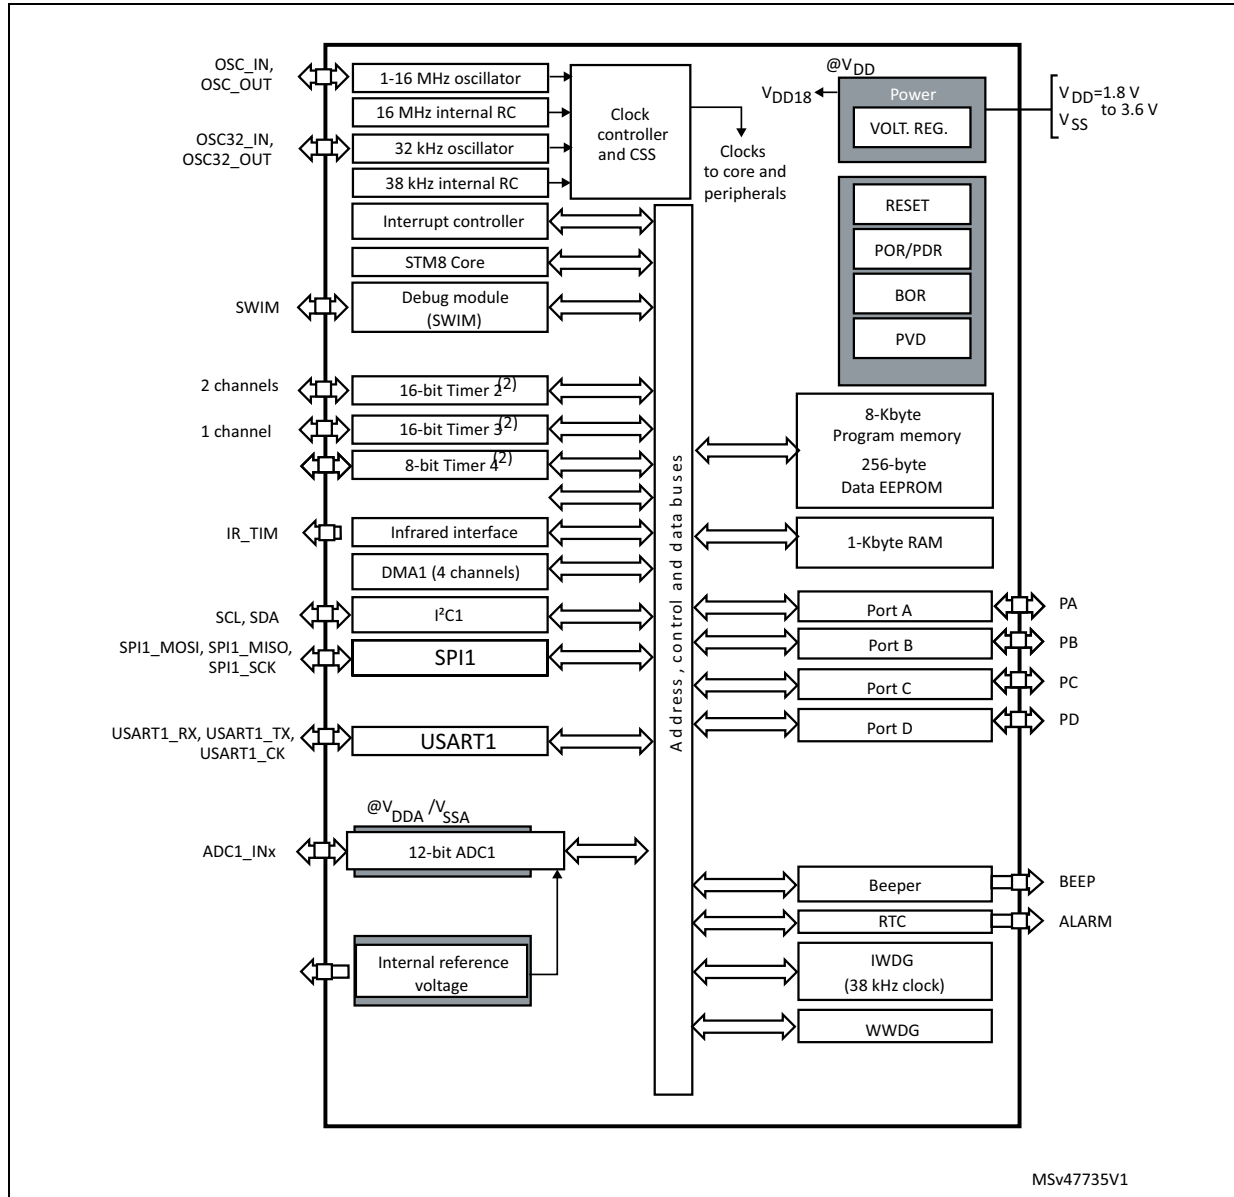 OSC_IN,
OSC_OUT
1-16 MHz oscillator
16 MHz internal RC
OSC32_IN,
OSC32_OUT
32 kHz oscillator
38 kHz internal RC
Clock
controller
and CSS
Clocks
to core and
peripherals
@VDD
VDD18
Power
VOLT. REG.
VDD=1.8 V
to 3.6 V
VSS
RESET
POR/PDR
BOR
PVD
Interrupt controller
STM8 Core
SWIM
Debug module
(SWIM)
2 channels
16-bit Timer 2(2)
1 channel
16-bit Timer 3(2)
8-bit Timer 4(2)
IR_TIM
Infrared interface
DMA1 (4 channels)
SCL, SDA
I²C1
SPI1_MOSI, SPI1_MISO,
SPI1_SCK
SPI1
USART1_RX, USART1_TX,
USART1_CK
USART1
@VDDA /VSSA
ADC1_INx
12-bit ADC1
Internal reference
voltage
Address, control and data buses
8-Kbyte
Program memory
256-byte
Data EEPROM
1-Kbyte RAM
Port A
PA
Port B
PB
Port C
PC
Port D
PD
Beeper
BEEP
RTC
ALARM
IWDG
(38 kHz clock)
WWDG
MSv47735V1